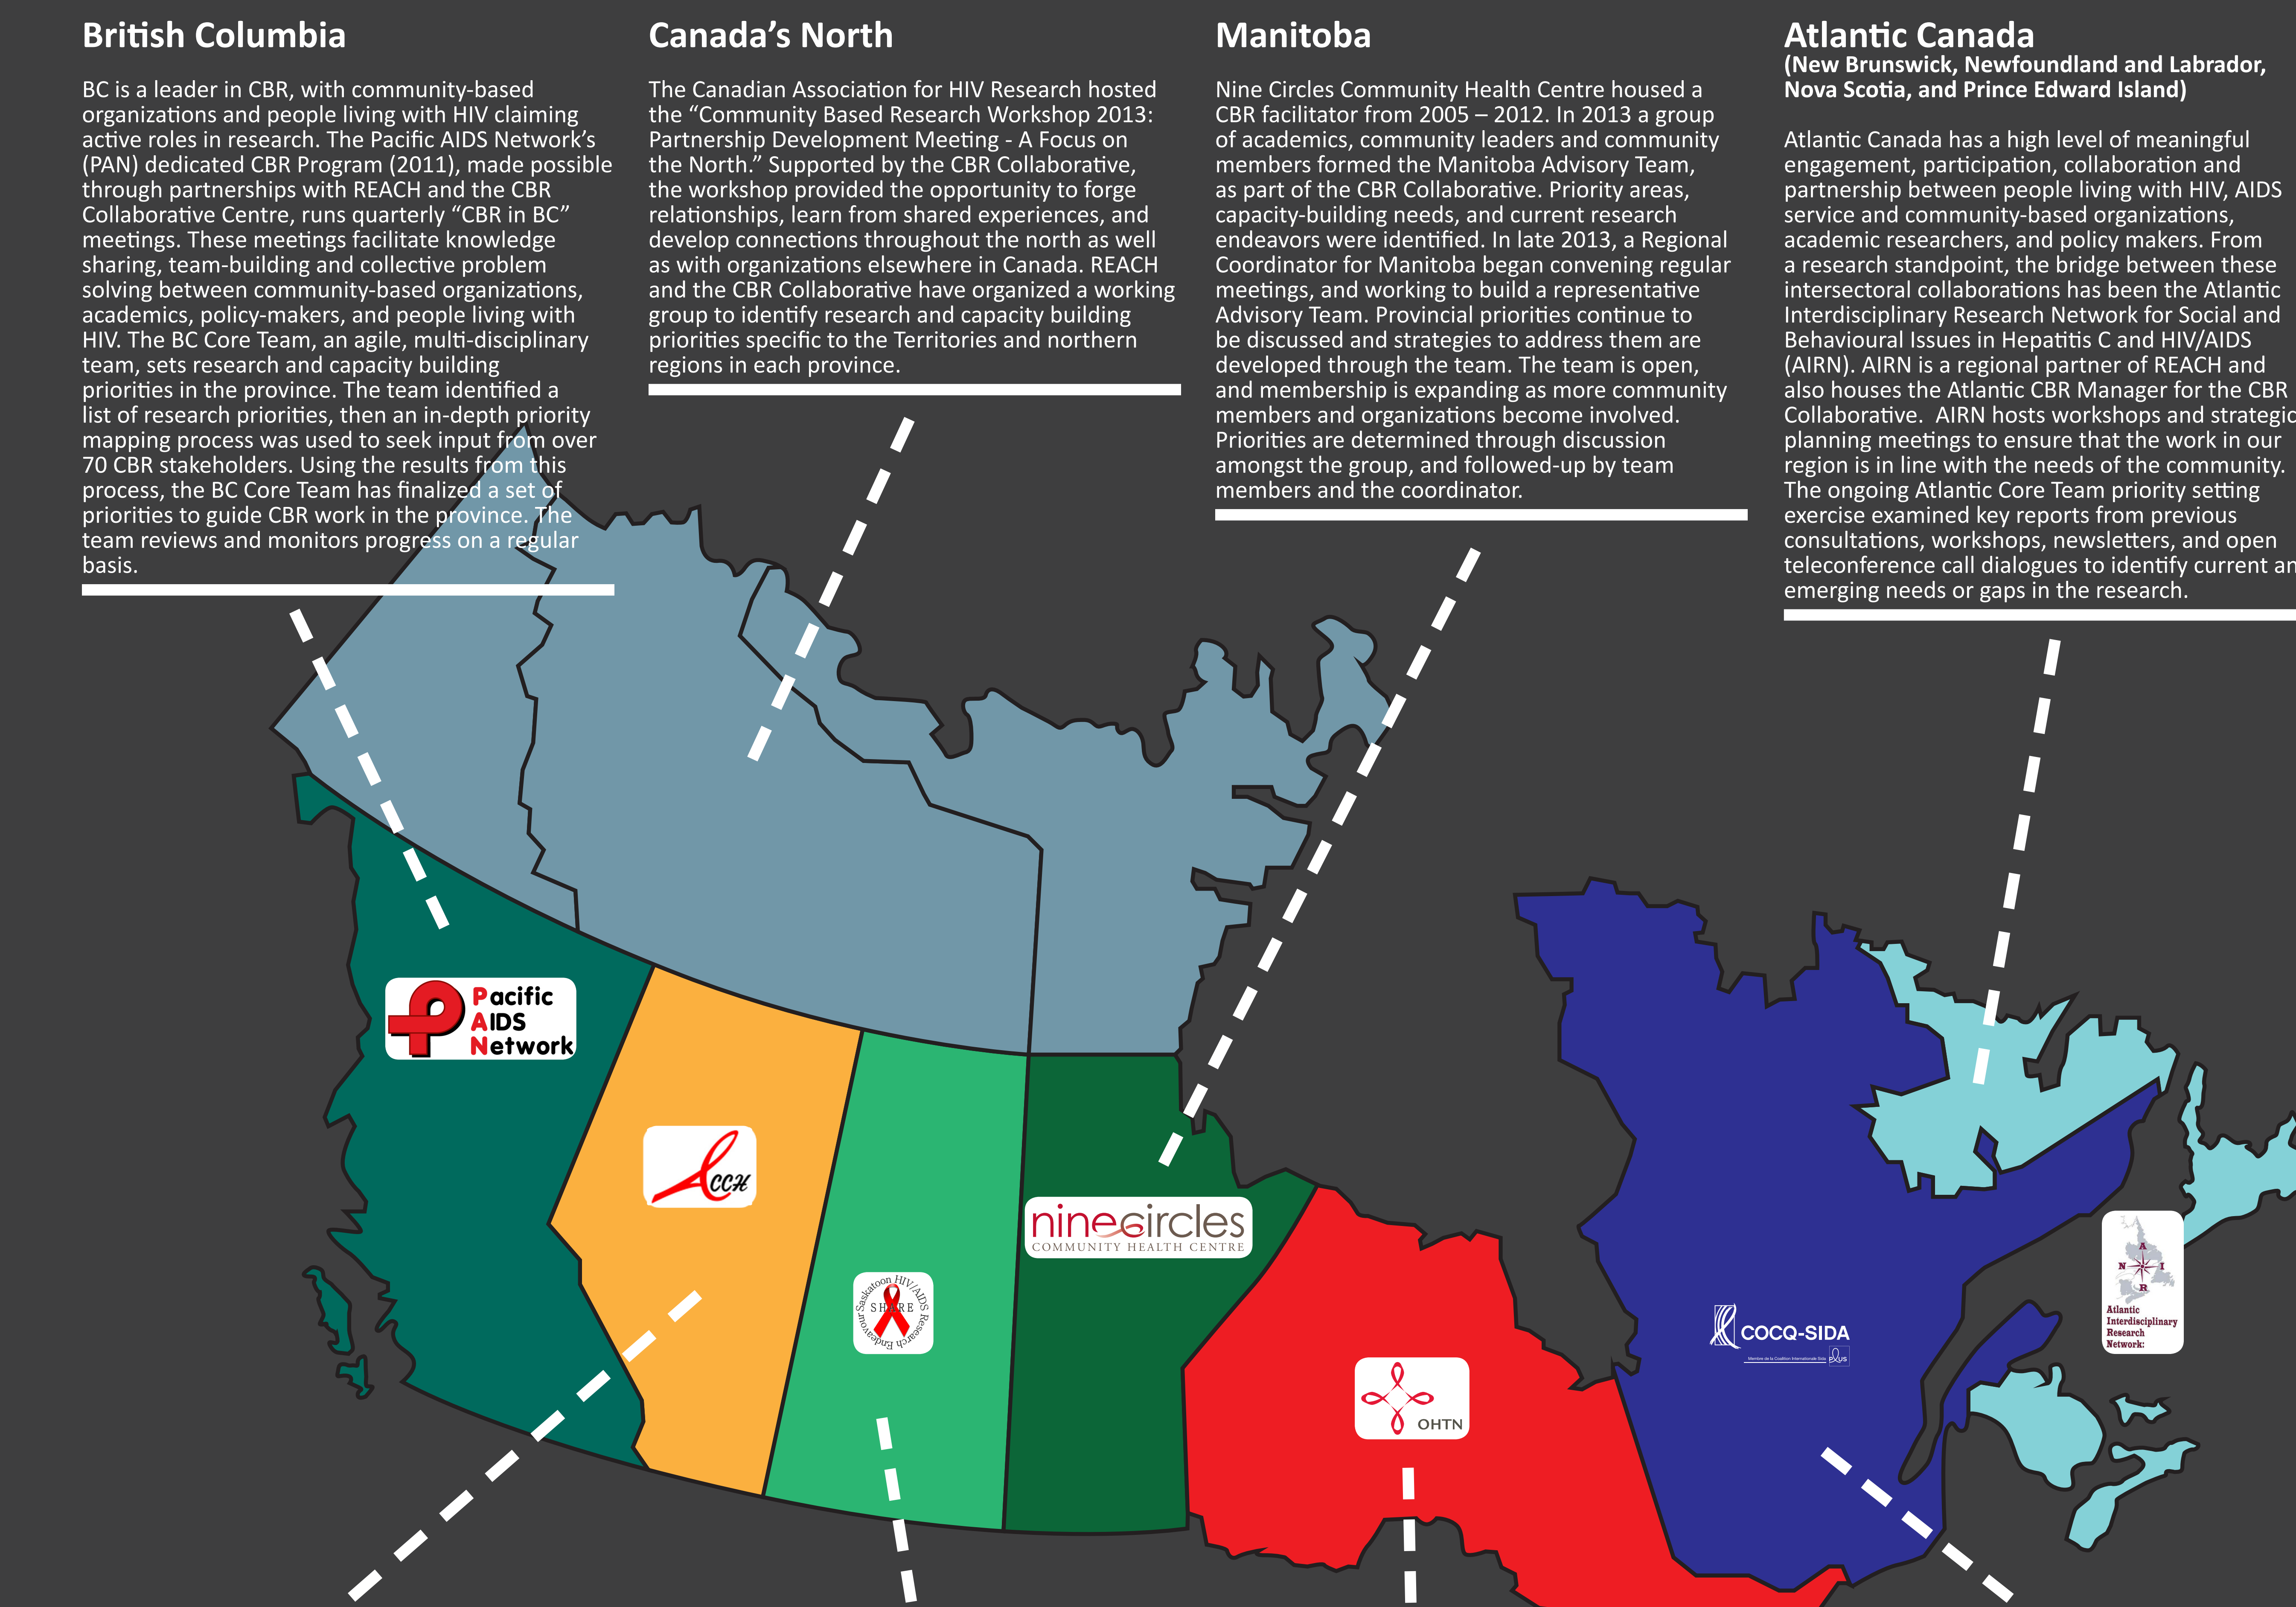 British Columbia
BC is a leader in CBR, with community-based
organizations and people living with HIV claiming
active roles in research. The Pacific AIDS Network’s
(PAN) dedicated CBR Program (2011), made possible
through partnerships with REACH and the CBR
Collaborative Centre, runs quarterly “CBR in BC”
meetings. These meetings facilitate knowledge
sharing, team-building and collective problem
solving between community-based organizations,
academics, policy-makers, and people living with
HIV. The BC Core Team, an agile, multi-disciplinary
team, sets research and capacity building
priorities in the province. The team identified a
list of research priorities, then an in-depth priority
mapping process was used to seek input from over
70 CBR stakeholders. Using the results from this
process, the BC Core Team has finalized a set of
priorities to guide CBR work in the province. The
team reviews and monitors progress on a regular
basis.
Canada’s North
The Canadian Association for HIV Research hosted
the “Community Based Research Workshop 2013:
Partnership Development Meeting - A Focus on
the North.” Supported by the CBR Collaborative,
the workshop provided the opportunity to forge
relationships, learn from shared experiences, and
develop connections throughout the north as well
as with organizations elsewhere in Canada. REACH
and the CBR Collaborative have organized a working
group to identify research and capacity building
priorities specific to the Territories and northern
regions in each province.
Manitoba
Nine Circles Community Health Centre housed a
CBR facilitator from 2005 – 2012. In 2013 a group
of academics, community leaders and community
members formed the Manitoba Advisory Team,
as part of the CBR Collaborative. Priority areas,
capacity-building needs, and current research
endeavors were identified. In late 2013, a Regional
Coordinator for Manitoba began convening regular
meetings, and working to build a representative
Advisory Team. Provincial priorities continue to
be discussed and strategies to address them are
developed through the team. The team is open,
and membership is expanding as more community
members and organizations become involved.
Priorities are determined through discussion
amongst the group, and followed-up by team
members and the coordinator.
Atlantic Canada
(New Brunswick, Newfoundland and Labrador,
Nova Scotia, and Prince Edward Island)
Atlantic Canada has a high level of meaningful
engagement, participation, collaboration and
partnership between people living with HIV, AIDS
service and community-based organizations,
academic researchers, and policy makers. From
a research standpoint, the bridge between these
intersectoral collaborations has been the Atlantic
Interdisciplinary Research Network for Social and
Behavioural Issues in Hepatitis C and HIV/AIDS
(AIRN). AIRN is a regional partner of REACH and
also houses the Atlantic CBR Manager for the CBR
Collaborative. AIRN hosts workshops and strategic
planning meetings to ensure that the work in our
region is in line with the needs of the community.
The ongoing Atlantic Core Team priority setting
exercise examined key reports from previous
consultations, workshops, newsletters, and open
teleconference call dialogues to identify current an
emerging needs or gaps in the research.
Pacific
AIDS
Network
CCH
Saskatoon HIV/AIDS Research Endeavour
SHARE
ninecircles
COMMUNITY HEALTH CENTRE
OHTN
COCQ-SIDA
Membre de la Coalition Internationale Sida PLUS
A
N I
R
Atlantic
Interdisciplinary
Research
Network: